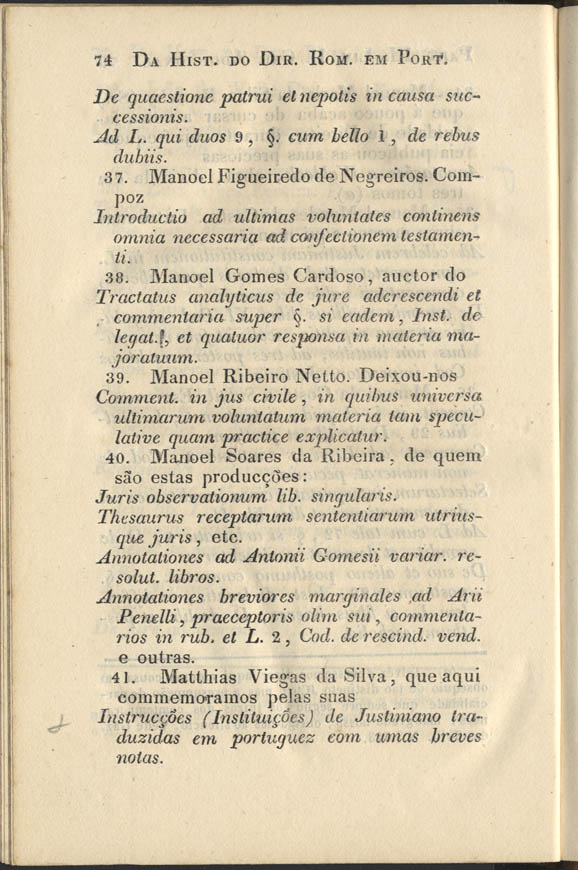 74 Da Hist. do Dir. Rom. em Port.
De quaestione patrui et nepotis in causa suc-
cessionis.
Ad L. qui duos 9, §. cum bello 1, de rebus
dubiis.
37. Manoel Figueiredo de Negreiros. Com-
poz
Introductio ad ultimas voluntates continens
omnia necessaria ad confectionem testamen-
ti.
38. Manoel Gomes Cardoso, auctor do
Tractatus analyticus de jure adcrescendi et
commentaria super §. si eadem, Inst. de
legat., et quatuor responsa in materia ma-
joratuum.
39. Manoel Ribeiro Netto. Deixou-nos
Comment. in jus civile, in quibus universa
ultimarum voluntatum materia tam specu-
lative quam practice explicatur.
40. Manoel Soares da Ribeira, de quem
são estas producções:
Juris observationum lib. singularis.
Thesaurus receptarum sententiarum utrius-
que juris, etc.
Annotationes ad Antonii Gomesii variar. re-
solut. libros.
Annotationes breviores marginales ad Arii
Penelli, praeceptoris olim sui, commenta-
rios in rub. et L. 2, Cod. de rescind. vend.
e outras.
41. Matthias Viegas da Silva, que aqui
commemoramos pelas suas
Instrucções (Instituições) de Justiniano tra-
duzidas em portuguez com umas breves
notas.